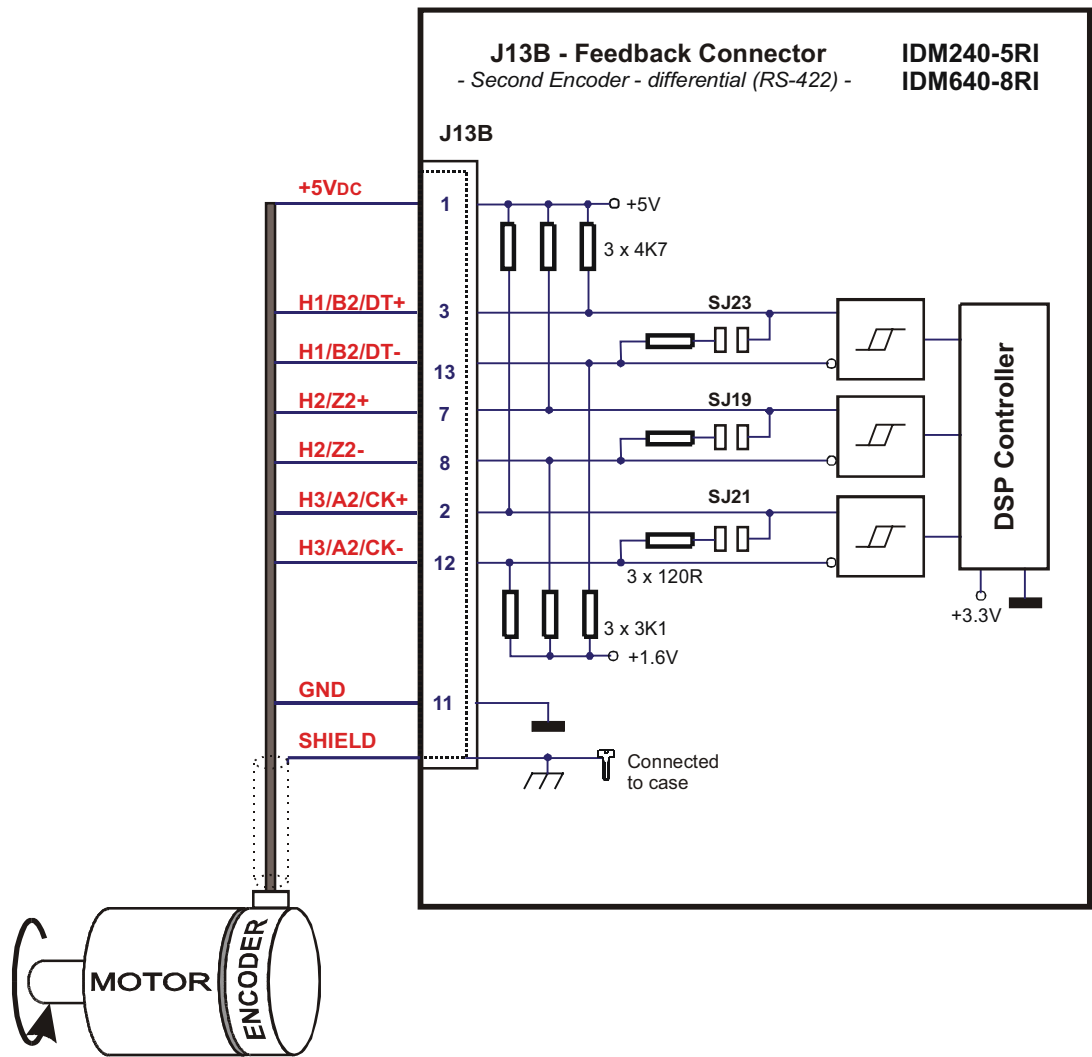 J13B - Feedback Connector
- Second Encoder - differential (RS-422) -
IDM240-5RI
IDM640-8RI
J13B
+5VDC
1
+5V
3 x 4K7
H1/B2/DT+
3
SJ23
H1/B2/DT-
13
H2/Z2+
7
SJ19
H2/Z2-
8
H3/A2/CK+
2
SJ21
H3/A2/CK-
12
3 x 120R
DSP Controller
+3.3V
3 x 3K1
+1.6V
GND
11
SHIELD
Connected
to case
MOTOR
ENCODER